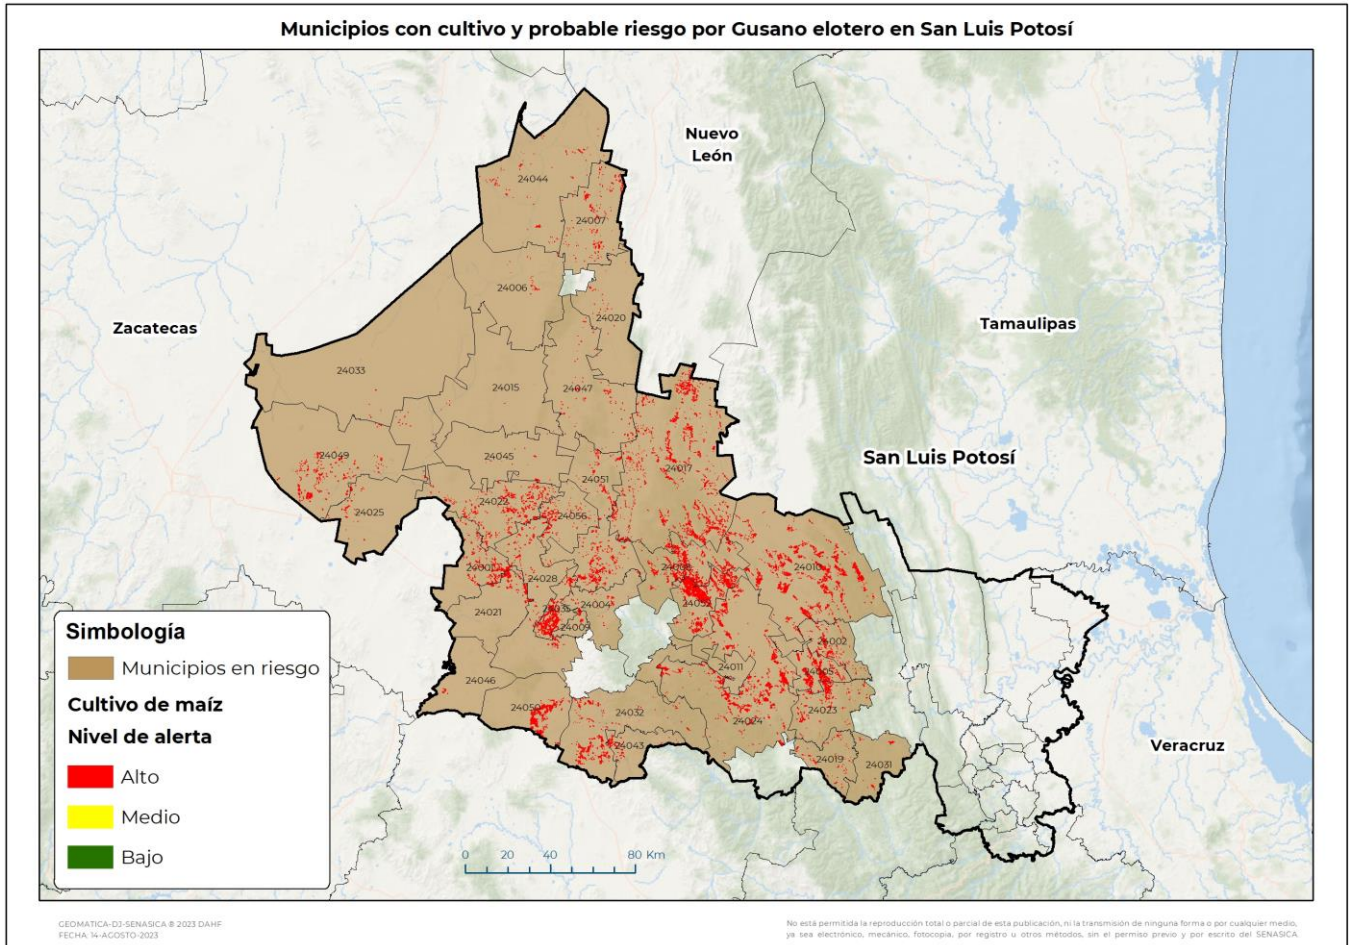 Municipios con cultivo y probable riesgo por Gusano elotero en San Luis Potosí
Nuevo
León
24044
24007
24006
24020
Zacatecas
Tamaulipas
24033
24015
24047
24049
24045
24017
San Luis Potosí
24051
24022
24025
24056
24010
24028
24021
24004
24052
24009
24002
24011
24005
24046
24050
24032
24023
24024
24043
24019
24031
Veracruz
Simbología
Municipios en riesgo
Cultivo de maíz
Nivel de alerta
Alto
Medio
Bajo
0 20 40 80 Km
GEOMATICA-DJ-SENASICA ® 2023 DAHF
FECHA: 14-AGOSTO-2023
No está permitida la reproducción total o parcial de esta publicación, ni la transmisión de ninguna forma o por cualquier medio,
ya sea electrónico, mecánico, fotocopia, por registro u otros métodos, sin el permiso previo y por escrito del SENASICA